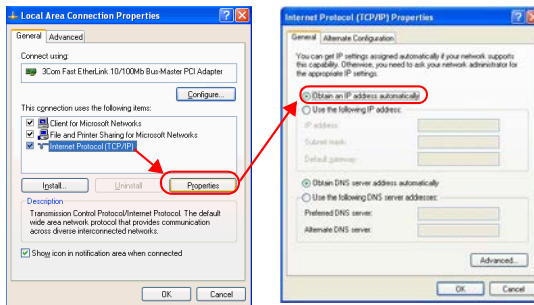 Local Area Connection Properties
General Advanced
Connect using:
3Com Fast EtherLink 10/100Mb Bus-Master PCI Adapter
Configure...
This connection uses the following items:
Client for Microsoft Networks
File and Printer Sharing for Microsoft Networks
Internet Protocol (TCP/IP)
Install... Uninstall Properties
Description
Transmission Control Protocol/Internet Protocol. The default
wide area network protocol that provides communication
across diverse interconnected networks.
Show icon in notification area when connected
OK Cancel
Internet Protocol (TCP/IP) Properties
General Alternate Configuration
You can get IP settings assigned automatically if your network supports
this capability. Otherwise, you need to ask your network administrator for
the appropriate IP settings.
Obtain an IP address automatically
Use the following IP address:
IP address:
Subnet mask:
Default gateway:
Obtain DNS server address automatically
Use the following DNS server addresses:
Preferred DNS server:
Alternate DNS server:
Advanced...
OK Cancel